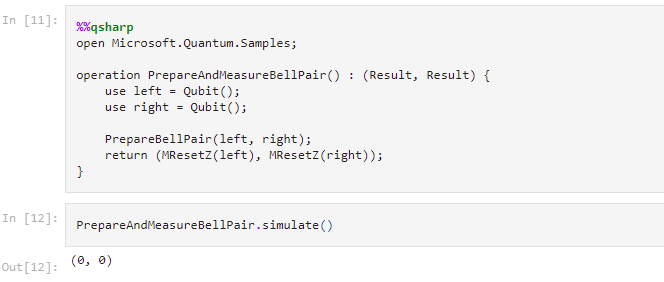 In [11]:
%%qsharp
open Microsoft.Quantum.Samples;
operation PrepareAndMeasureBellPair() : (Result, Result) {
    use left = Qubit();
    use right = Qubit();
    PrepareBellPair(left, right);
    return (MResetZ(left), MResetZ(right));
}
In [12]:
PrepareAndMeasureBellPair.simulate()
Out[12]:
(0, 0)